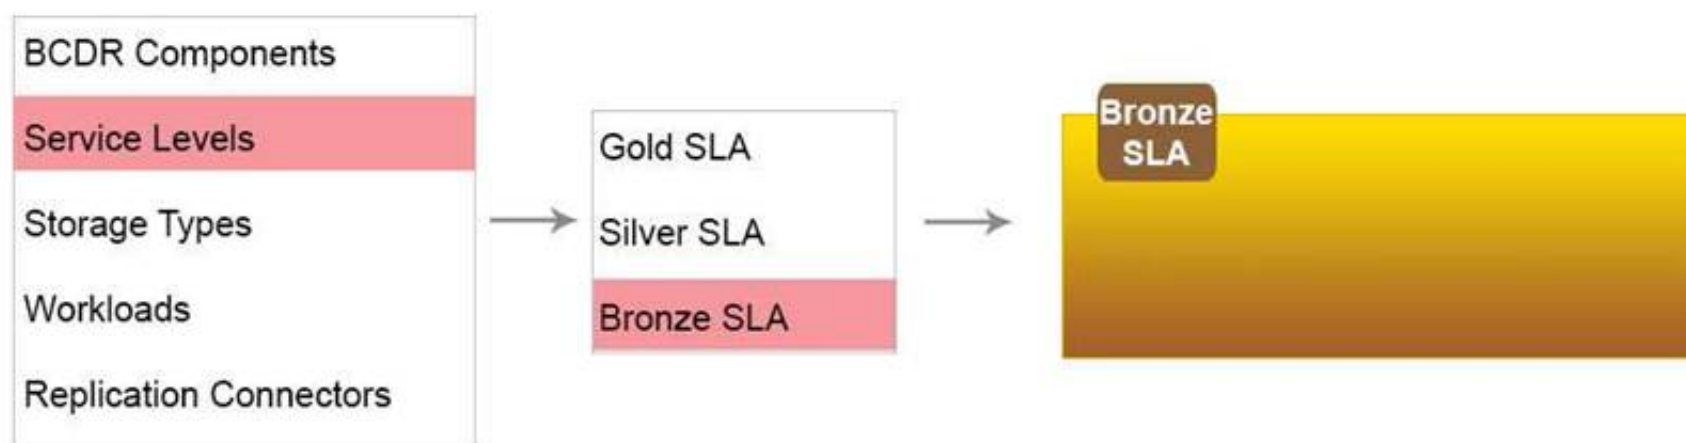 BCDR Components
Service Levels
Storage Types
Workloads
Replication Connectors
Gold SLA
Silver SLA
Bronze SLA
Bronze
SLA